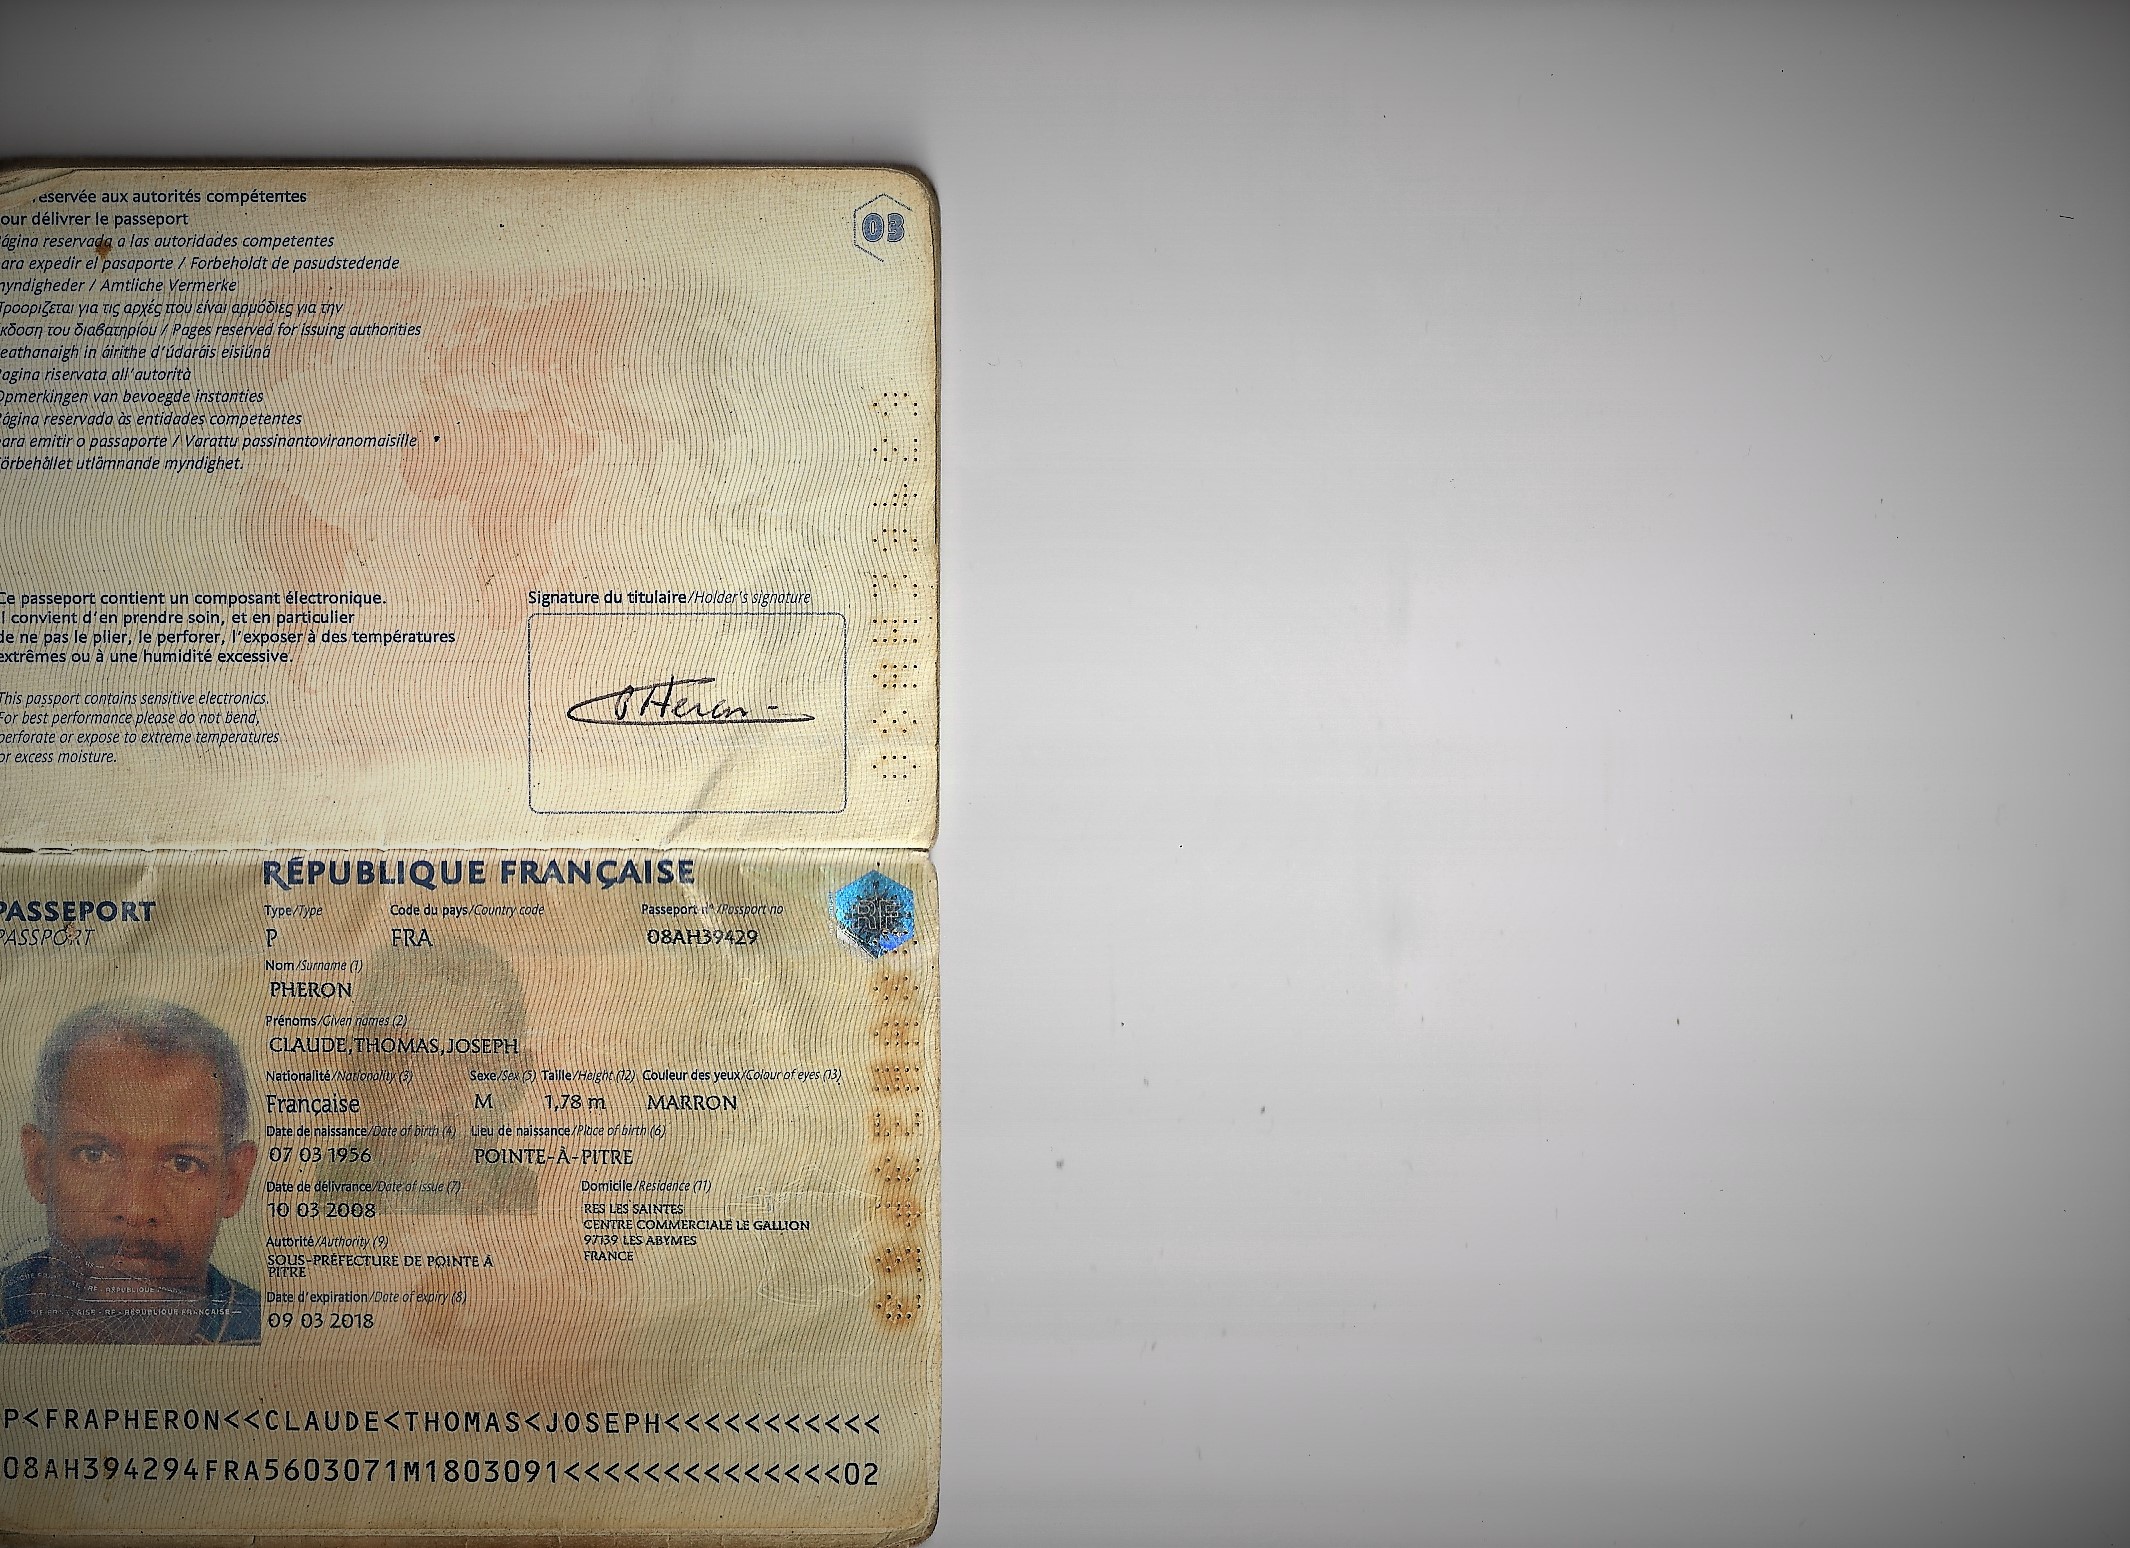 eservée aux autorités compétentes
our délivrer le passeport
ágina reservada a las autoridades competentes
ara expedir el pasaporte / Forbeholdt de pasudstedende
nyndigheder / Amtliche Vermerke
Προορίζεται για τις αρχές που είναι αρμόδιες για την
κδοση του διαβατηρίου / Pages reserved for issuing authorities
eathanaigh in áirithe d'údaráis eisiúná
Pagina riservata all'autorità
Opmerkingen van bevoegde instanties
Página reservada às entidades competentes
ara emitir o passaporte / Varattu passinantoviranomaisille
örbehållet utlämnande myndighet.
03
Ce passeport contient un composant électronique.
il convient d'en prendre soin, et en particulier
de ne pas le plier, le perforer, l'exposer à des températures
extrêmes ou à une humidité excessive.
This passport contains sensitive electronics.
For best performance please do not bend,
perforate or expose to extreme temperatures
or excess moisture.
Signature du titulaire/Holder's signature
RÉPUBLIQUE FRANÇAISE
PASSEPORT
PASSPORT
Type/Type Code du pays/Country code Passeport n°/Passport no
P FRA 08AH39429
RF
Nom/Surname (1)
PHERON
Prénoms/Given names (2)
CLAUDE,THOMAS,JOSEPH
Nationalité/Nationality (3) Sexe/Sex (5) Taille/Height (12) Couleur des yeux/Colour of eyes (13)
Française M 1,78 m MARRON
Date de naissance/Date of birth (4) Lieu de naissance/Place of birth (6)
07 03 1956 POINTE-À-PITRE
Date de délivrance/Date of issue (7) Domicile/Residence (11)
10 03 2008 RES LES SAINTES
CENTRE COMMERCIALE LE GALLION
97139 LES ABYMES
FRANCE
Autorité/Authority (9)
SOUS-PRÉFECTURE DE POINTE À
PITRE
Date d'expiration/Date of expiry (8)
09 03 2018
P<FRAPHERON<<CLAUDE<THOMAS<JOSEPH<<<<<<<<<<<
08AH394294FRA5603071M1803091<<<<<<<<<<<<<<02